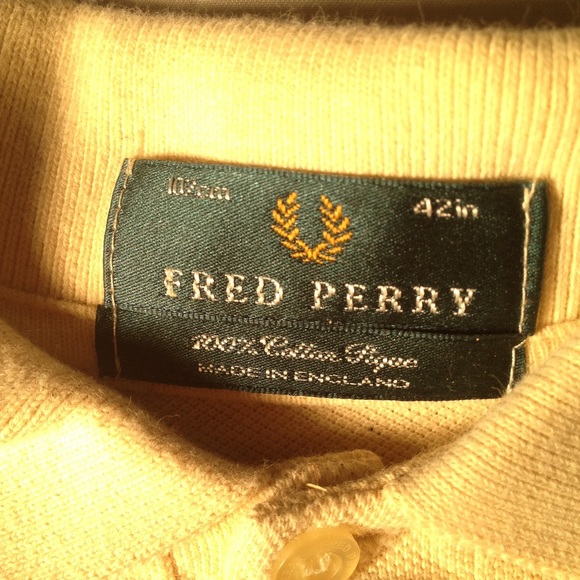 107cm 42in
FRED PERRY
100% Cotton Pique
MADE IN ENGLAND